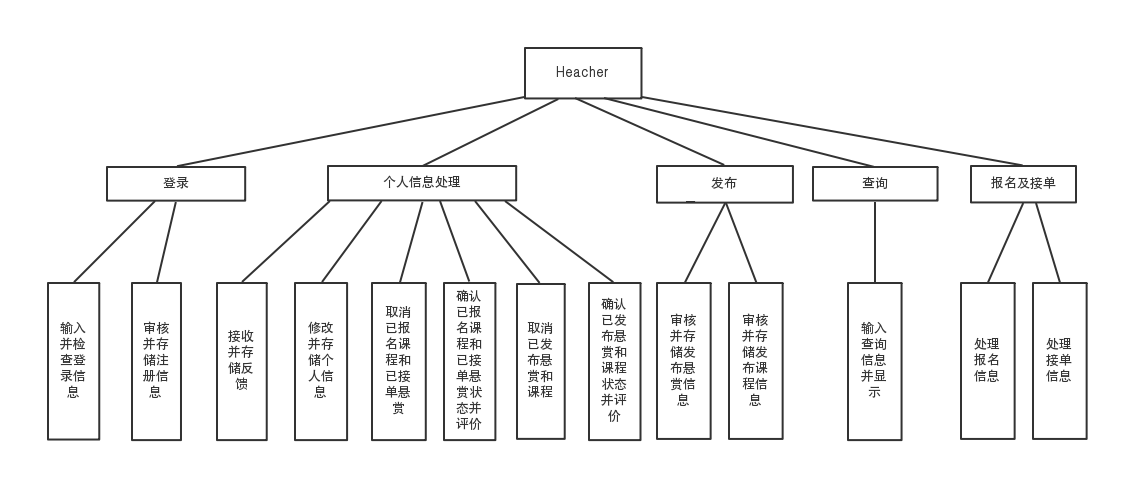 Heacher
登录
个人信息处理
发布
查询
报名及接单
输入
并检
查登
录信
息
审核
并存
储注
册信
息
接收
并存
储反
馈
修改
并存
储个
人信
息
取消
已报
名课
程和
已接
单悬
赏
确认
已报
名课
程和
已接
单悬
赏状
态并
评价
取消
已发
布悬
赏和
课程
确认
已发
布悬
赏和
课程
状态
并评
价
审核
并存
储发
布悬
赏信
息
审核
并存
储发
布课
程信
息
输入
查询
信息
并显
示
处理
报名
信息
处理
接单
信息